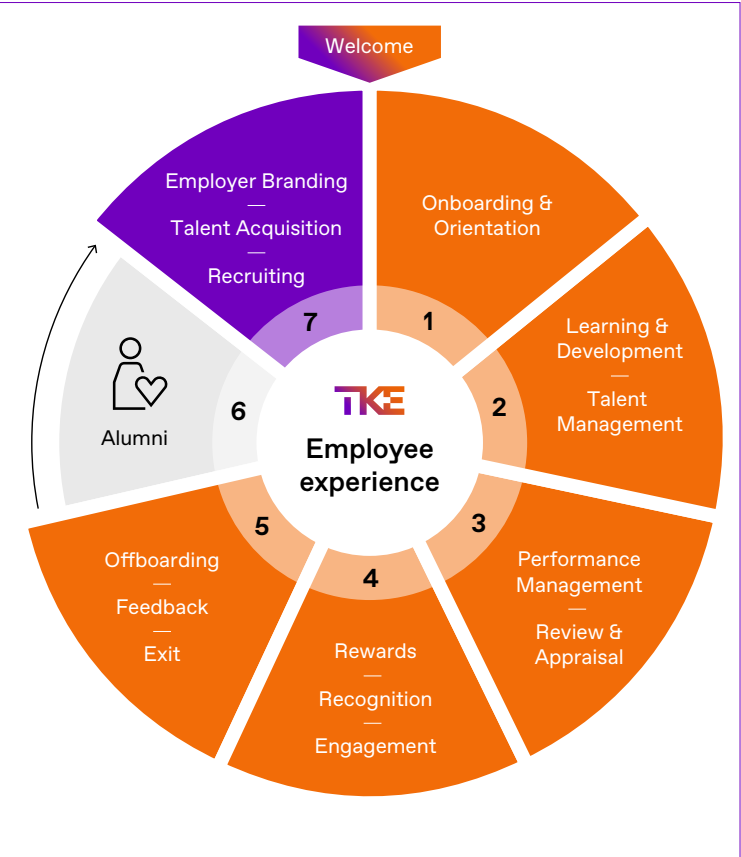 Welcome
Employer Branding
—
Talent Acquisition
—
Recruiting
7
Onboarding &
Orientation
1
Learning &
Development
—
Talent
Management
2
Performance
Management
—
Review &
Appraisal
3
Rewards
—
Recognition
—
Engagement
4
Offboarding
—
Feedback
—
Exit
5
Alumni
6
TKE
Employee
experience